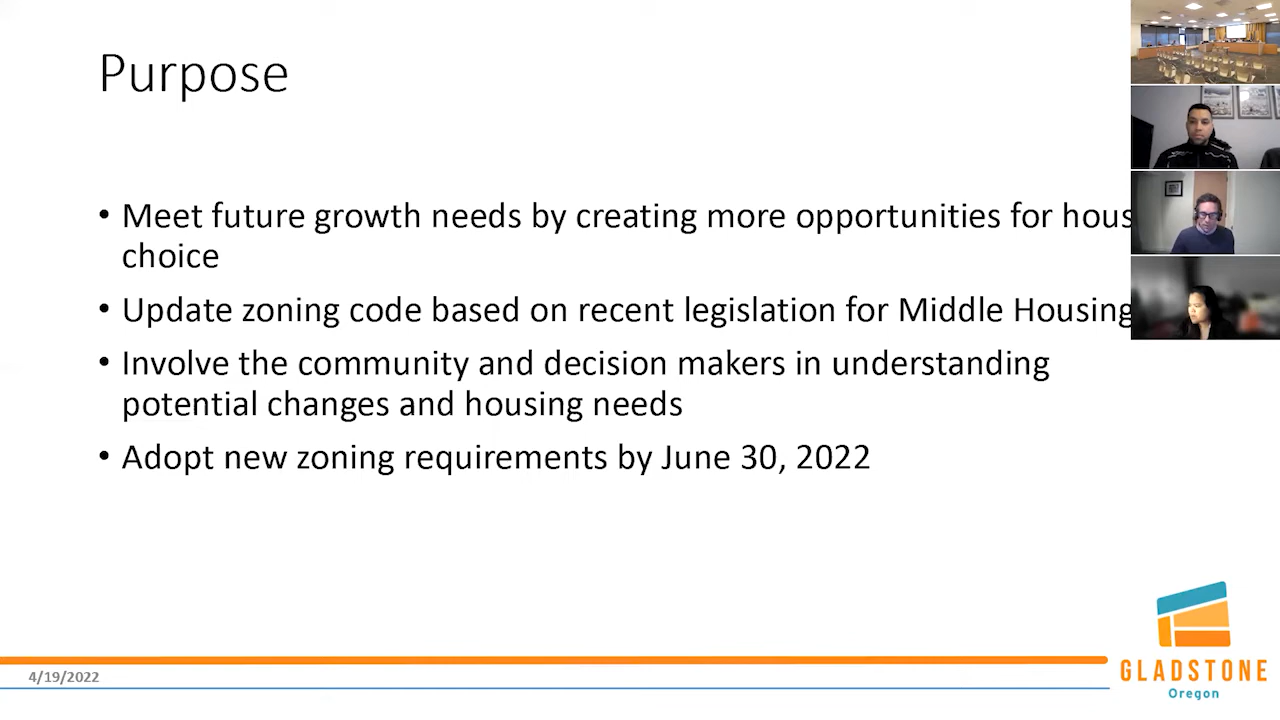 Purpose
• Meet future growth needs by creating more opportunities for hous
choice
• Update zoning code based on recent legislation for Middle Housing
• Involve the community and decision makers in understanding
potential changes and housing needs
• Adopt new zoning requirements by June 30, 2022
4/19/2022
GLADSTONE
Oregon